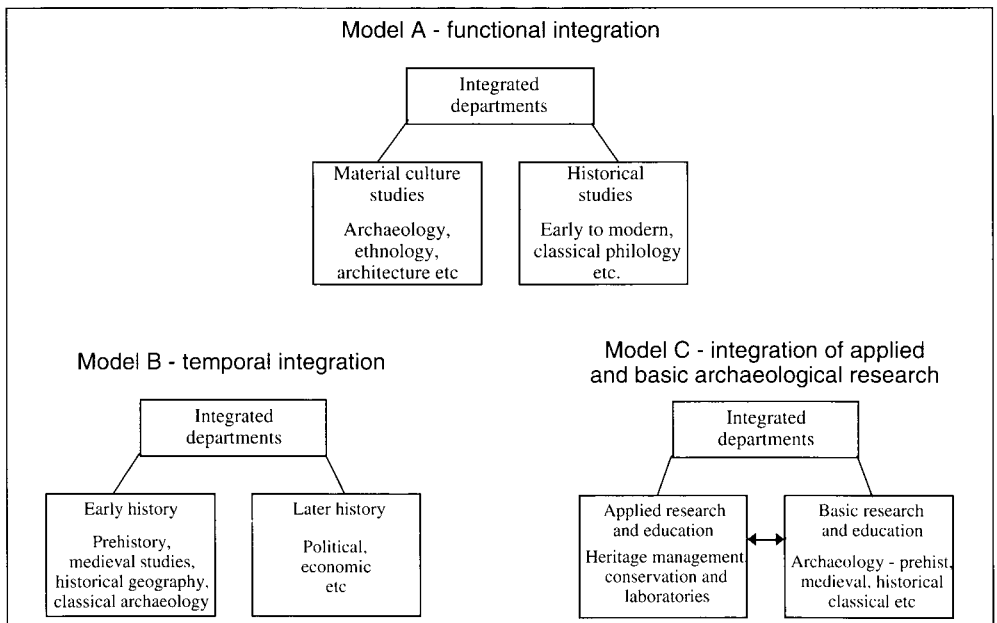 Model A - functional integration
Integrated
departments
Material culture
studies
Archaeology,
ethnology,
architecture etc
Historical
studies
Early to modern,
classical philology
etc.
Model B - temporal integration
Integrated
departments
Early history
Prehistory,
medieval studies,
historical geography,
classical archaeology
Later history
Political,
economic
etc
Model C - integration of applied
and basic archaeological research
Integrated
departments
Applied research
and education
Heritage management,
conservation and
laboratories
Basic research
and education
Archaeology - prehist,
medieval, historical
classical etc